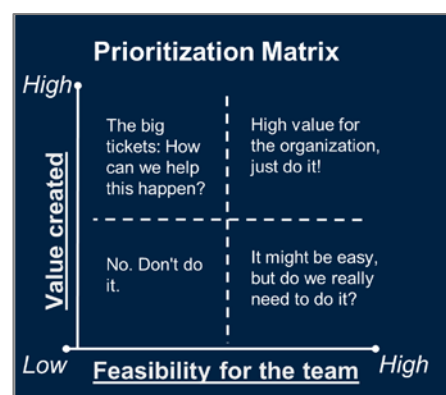 Prioritization Matrix
High
The big
tickets: How
can we help
this happen?
High value for
the organization,
just do it!
Value created
No. Don't do
it.
It might be easy,
but do we really
need to do it?
Low
Feasibility for the team
High